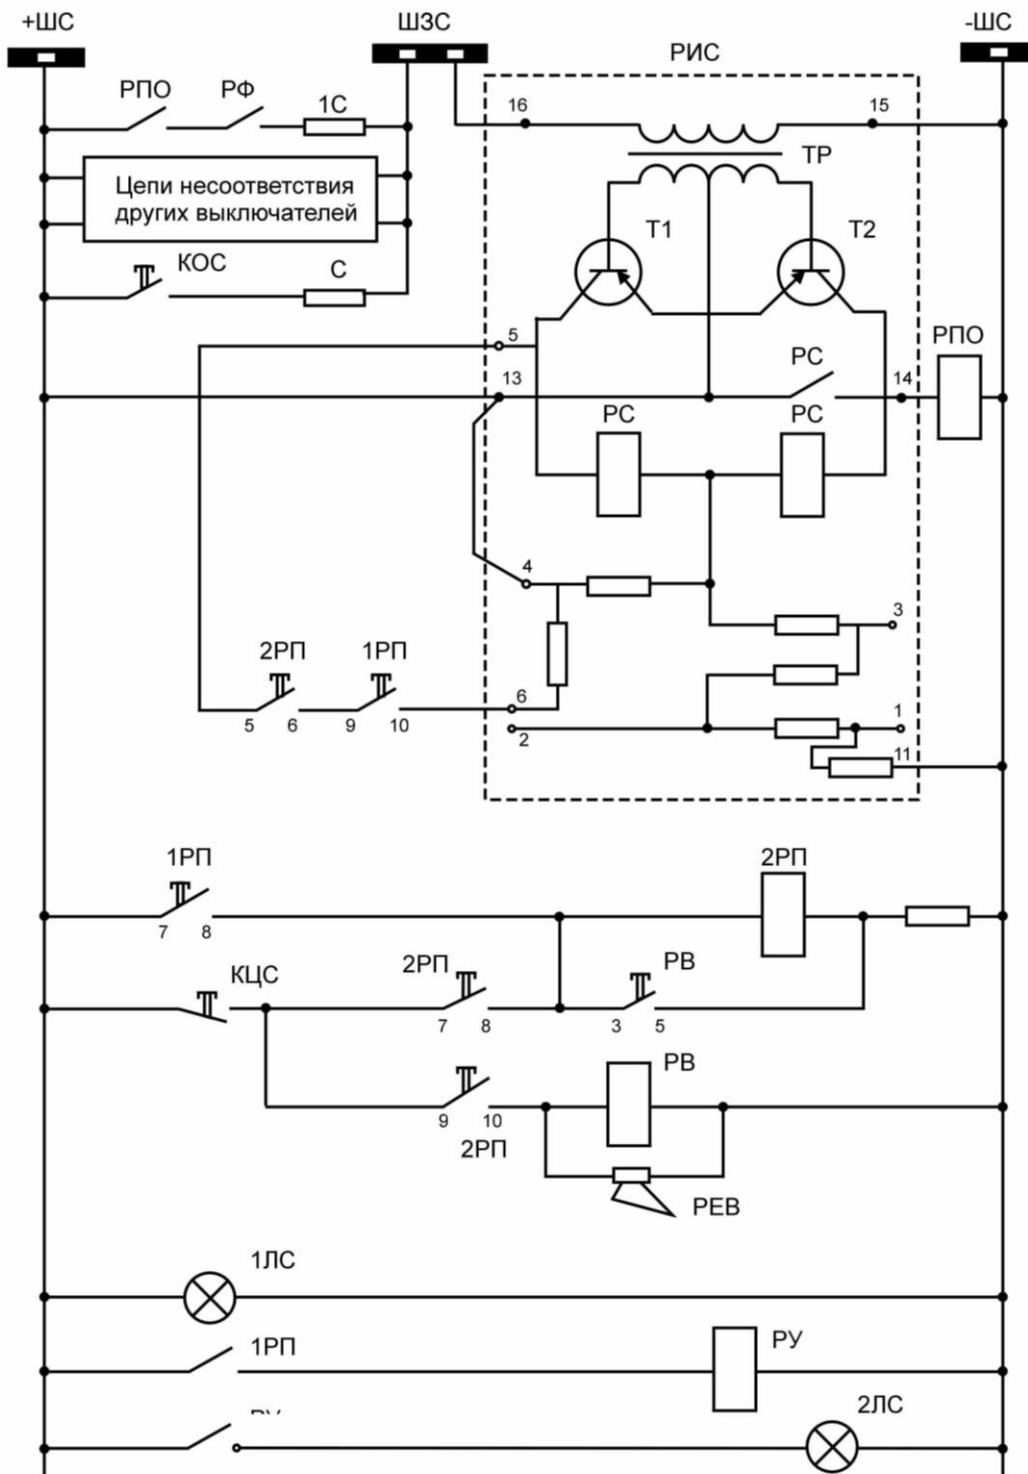 +ШС
ШЗС
-ШС
РИС
РПО
РФ
1С
16
15
ТР
Цепи несоответствия
других выключателей
Т1
Т2
КОС
С
5
РПО
13
РС
14
РС
РС
4
3
2РП
1РП
6
5
6
9
10
2
1
11
1РП
2РП
7
8
КЦС
2РП
РВ
7
8
3
5
РВ
9
10
2РП
РЕВ
1ЛС
1РП
РУ
2ЛС